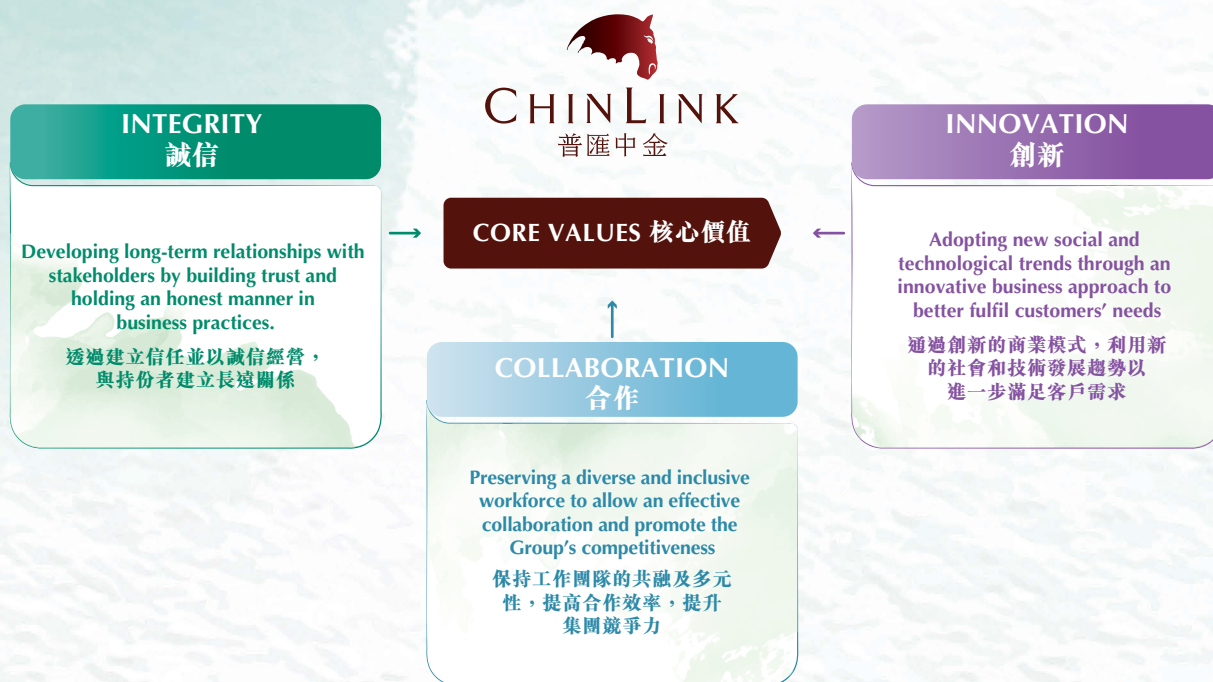 CHINLINK
普匯中金
INTEGRITY
誠信
Developing long-term relationships with
stakeholders by building trust and
holding an honest manner in
business practices.
透過建立信任並以誠信經營，
與持份者建立長遠關係
CORE VALUES 核心價值
INNOVATION
創新
Adopting new social and
technological trends through an
innovative business approach to
better fulfil customers’ needs
通過創新的商業模式，利用新
的社會和技術發展趨勢以
進一步滿足客戶需求
COLLABORATION
合作
Preserving a diverse and inclusive
workforce to allow an effective
collaboration and promote the
Group’s competitiveness
保持工作團隊的共融及多元
性，提高合作效率，提升
集團競爭力